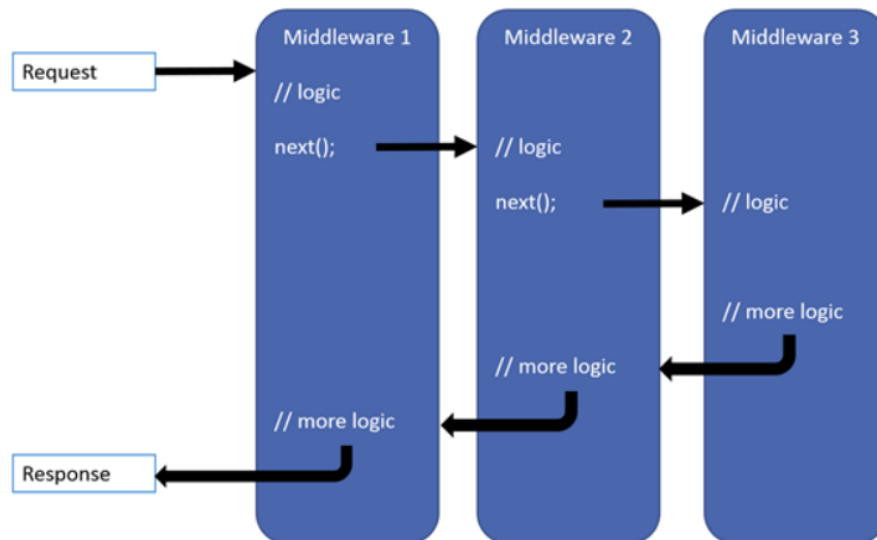 Middleware 1
Middleware 2
Middleware 3
Request
// logic
next();
// logic
next();
// logic
// more logic
// more logic
// more logic
Response